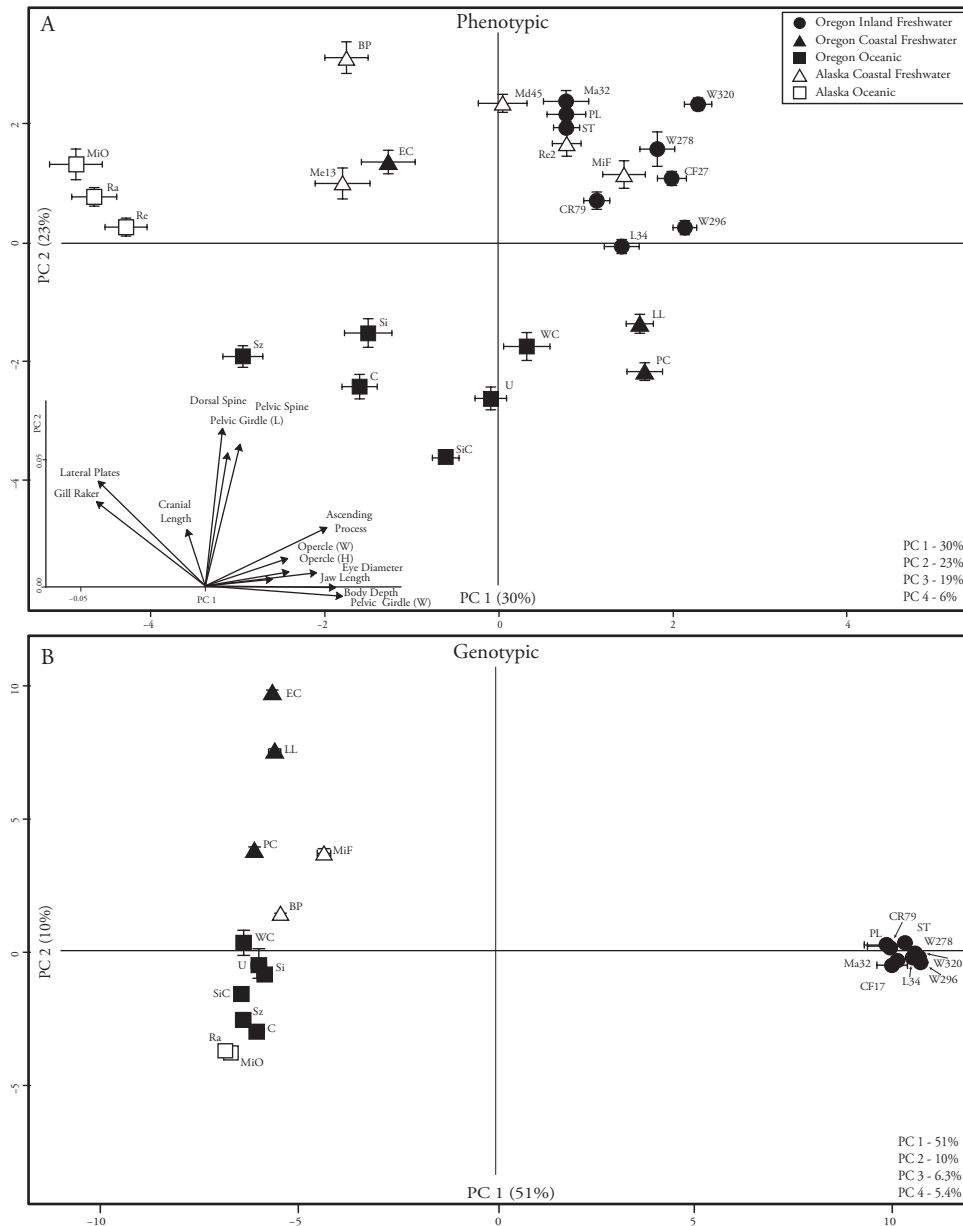 A
Phenotypic
Oregon Inland Freshwater
Oregon Coastal Freshwater
Oregon Oceanic
Alaska Coastal Freshwater
Alaska Oceanic
BP
Md45
Ma32
PL
ST
Re2
W320
W278
MiF
CF27
CR79
W296
L34
MiO
Ra
Re
EC
Me13
LL
PC
Si
Sz
C
WC
U
SiC
2
0
−2
−4
PC 2 (23%)
Dorsal Spine
Pelvic Spine
Pelvic Girdle (L)
Lateral Plates
Gill Raker
Cranial
Length
Ascending
Process
Opercle (W)
Opercle (H)
Eye Diameter
Jaw Length
Body Depth
Pelvic Girdle (W)
PC 2
0.05
0.00
−0.05
PC 1
PC 1 (30%)
PC 1 - 30%
PC 2 - 23%
PC 3 - 19%
PC 4 - 6%
−4
−2
0
2
4
B
Genotypic
10
5
0
−5
PC 2 (10%)
EC
LL
PC
MiF
BP
WC
U
Si
SiC
Sz
C
Ra
MiO
CR79
ST
PL
W278
Ma32
W320
CF17
L34
W296
PC 1 (51%)
PC 1 - 51%
PC 2 - 10%
PC 3 - 6.3%
PC 4 - 5.4%
−10
−5
0
5
10